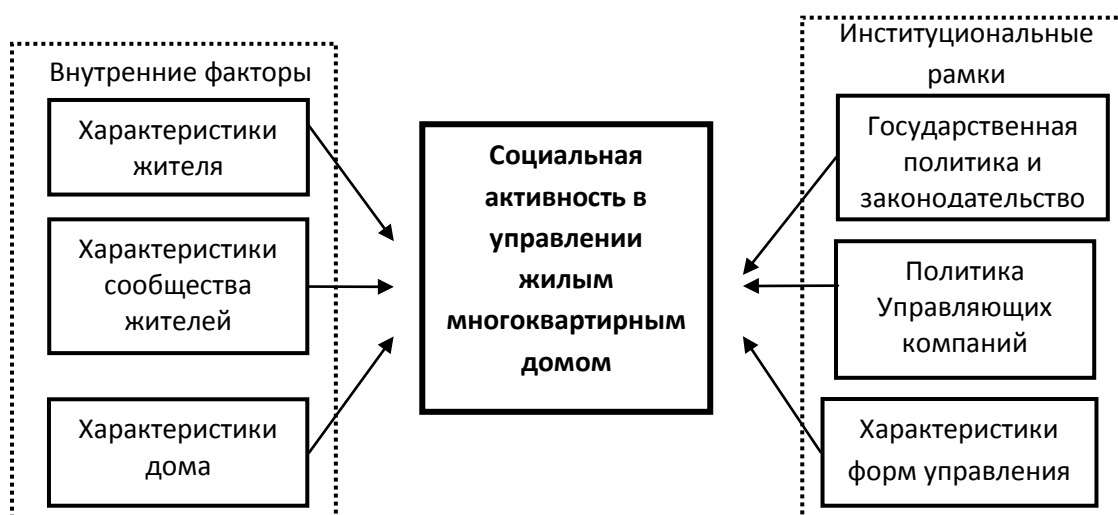 Внутренние факторы
Характеристики
жителя
Характеристики
сообщества
жителей
Характеристики
дома
Социальная
активность в
управлении
жилым
многоквартирным
домом
Институциональные
рамки
Государственная
политика и
законодательство
Политика
Управляющих
компаний
Характеристики
форм управления